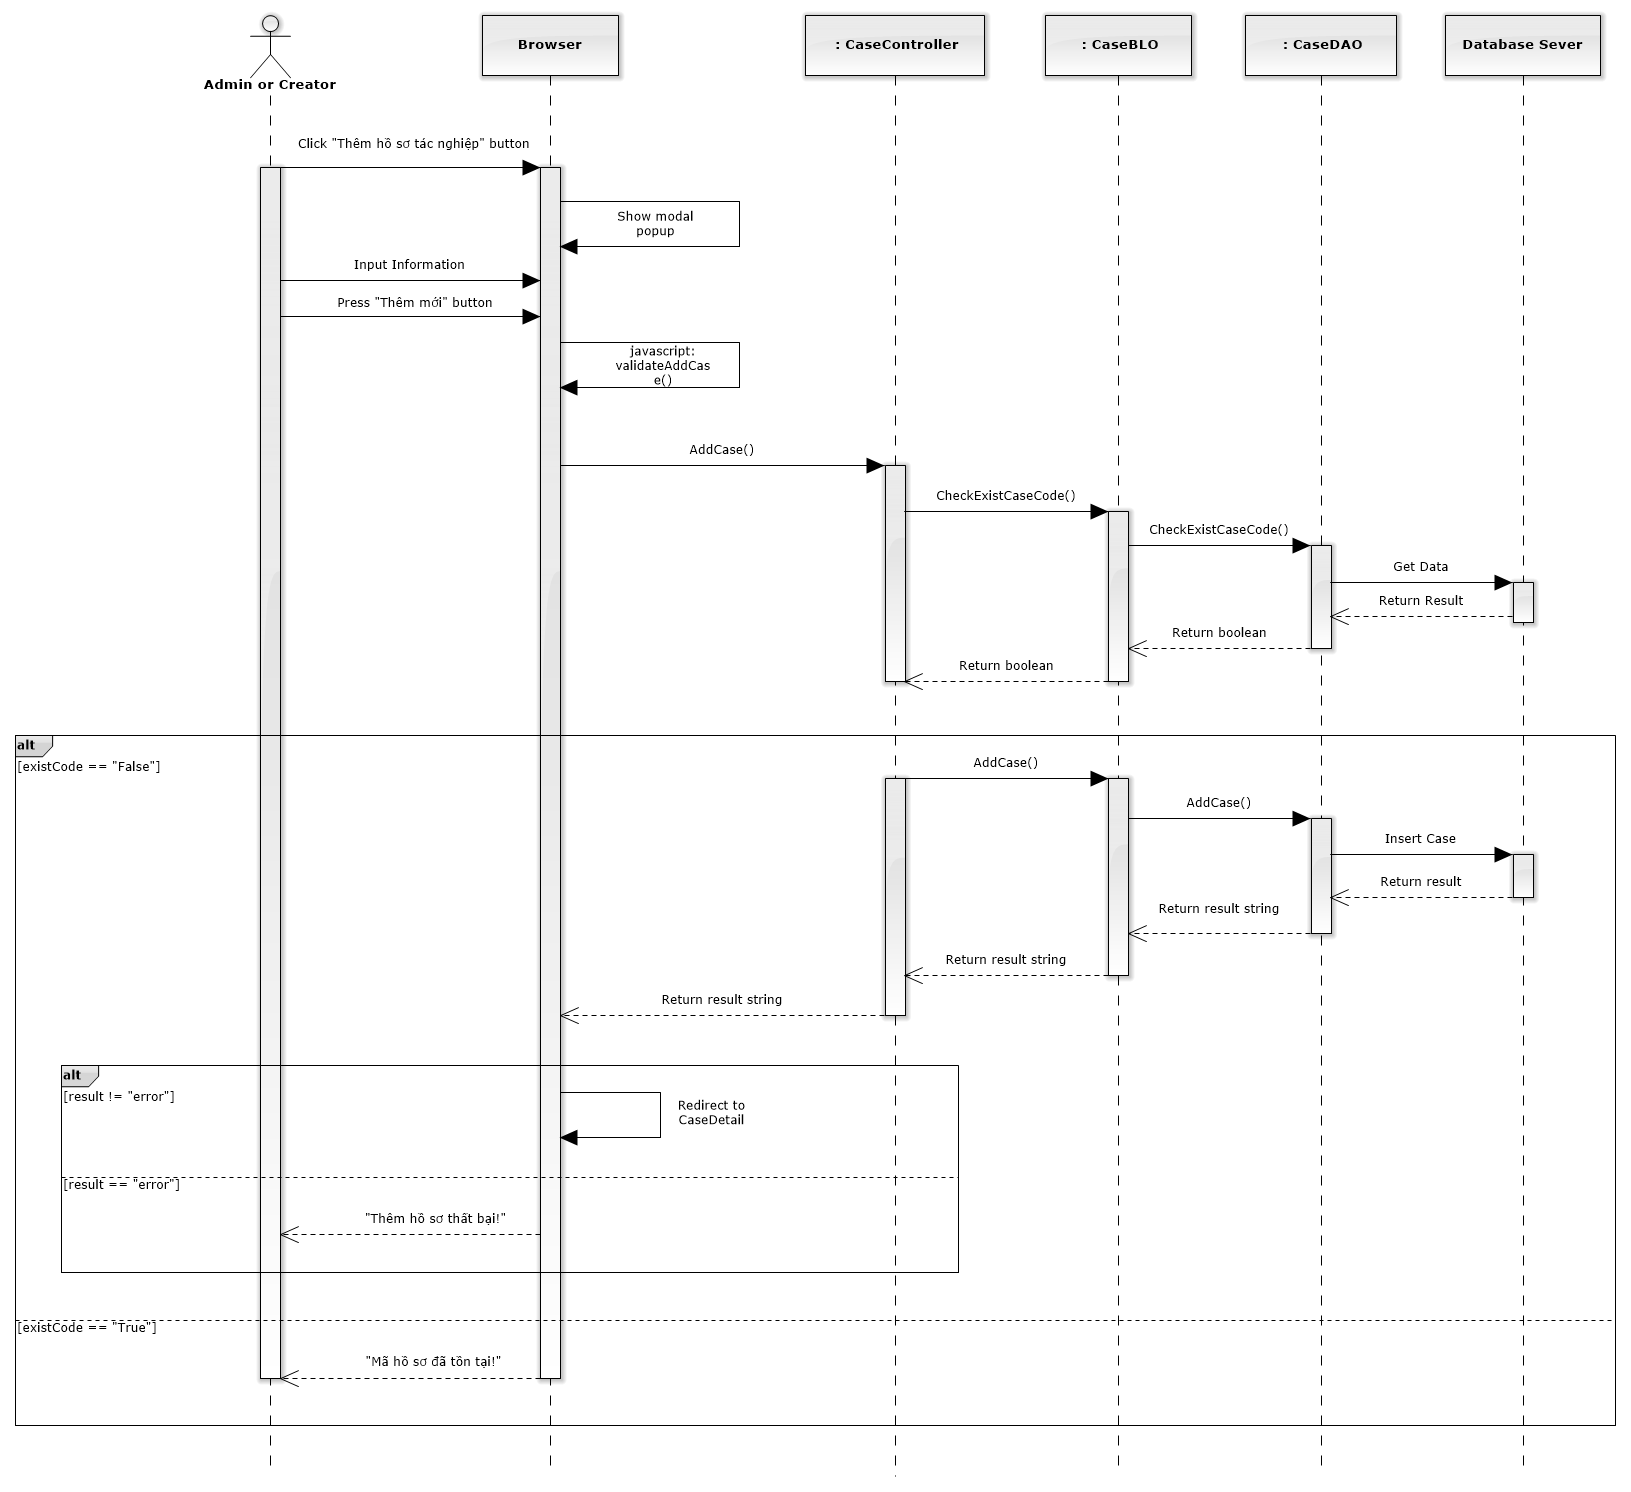 Admin or Creator
Browser
: CaseController
: CaseBLO
: CaseDAO
Database Sever
Click "Thêm hồ sơ tác nghiệp" button
Show modal
popup
Input Information
Press "Thêm mới" button
javascript:
validateAddCas
e()
AddCase()
CheckExistCaseCode()
CheckExistCaseCode()
Get Data
Return Result
Return boolean
Return boolean
alt
[existCode == "False"]
AddCase()
AddCase()
Insert Case
Return result
Return result string
Return result string
Return result string
alt
[result != "error"]
Redirect to
CaseDetail
[result == "error"]
"Thêm hồ sơ thất bại!"
[existCode == "True"]
"Mã hồ sơ đã tồn tại!"